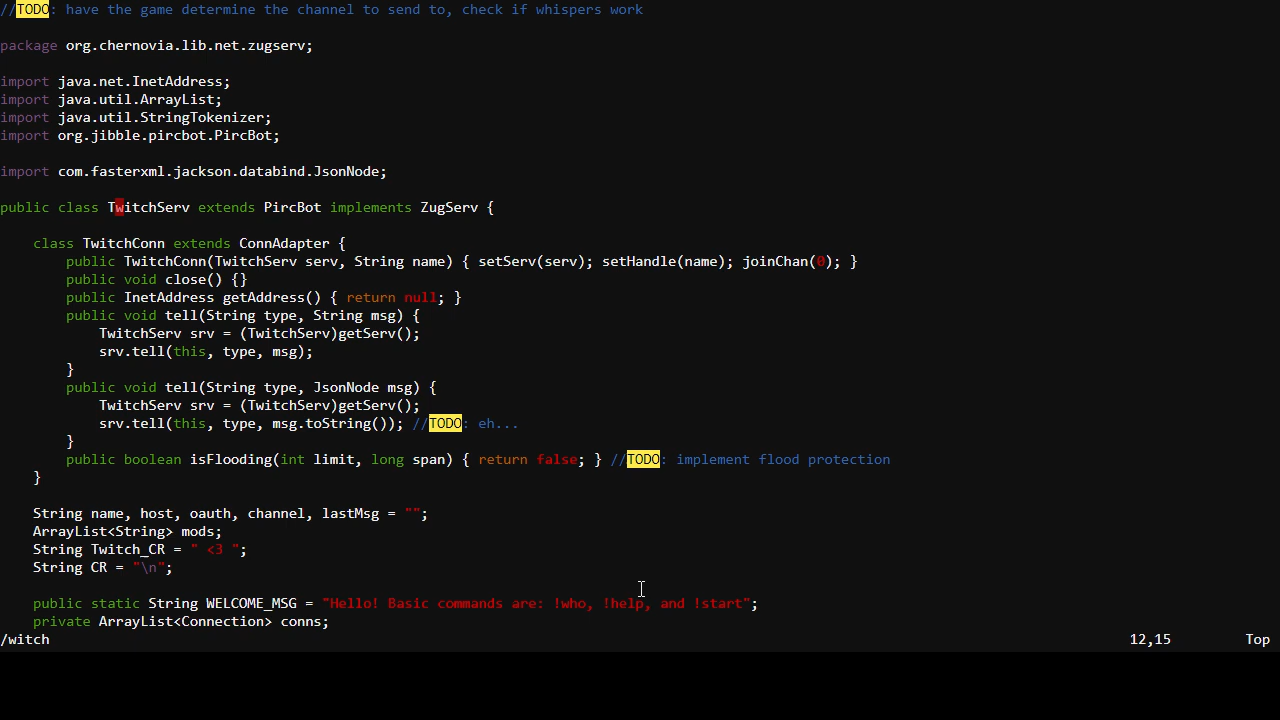 //TODO: have the game determine the channel to send to, check if whispers work
package org.chernovia.lib.net.zugserv;
import java.net.InetAddress;
import java.util.ArrayList;
import java.util.StringTokenizer;
import org.jibble.pircbot.PircBot;
import com.fasterxml.jackson.databind.JsonNode;
public class TwitchServ extends PircBot implements ZugServ {
class TwitchConn extends ConnAdapter {
public TwitchConn(TwitchServ serv, String name) { setServ(serv); setHandle(name); joinChan(0); }
public void close() {}
public InetAddress getAddress() { return null; }
public void tell(String type, String msg) {
TwitchServ srv = (TwitchServ)getServ();
srv.tell(this, type, msg);
}
public void tell(String type, JsonNode msg) {
TwitchServ srv = (TwitchServ)getServ();
srv.tell(this, type, msg.toString()); //TODO: eh...
}
public boolean isFlooding(int limit, long span) { return false; } //TODO: implement flood protection
}
String name, host, oauth, channel, lastMsg = "";
ArrayList<String> mods;
String Twitch_CR = " <3 ";
String CR = "\n";
public static String WELCOME_MSG = "Hello! Basic commands are: !who, !help, and !start";
private ArrayList<Connection> conns;
/witch 12,15 Top